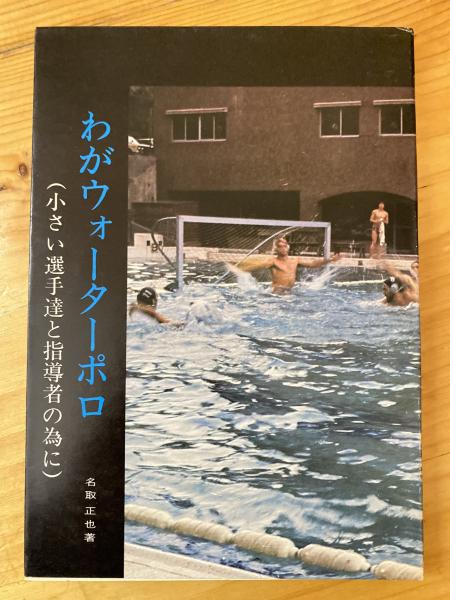 わがウォーターポロ
（小さい選手達と指導者の為に）
名取正也著